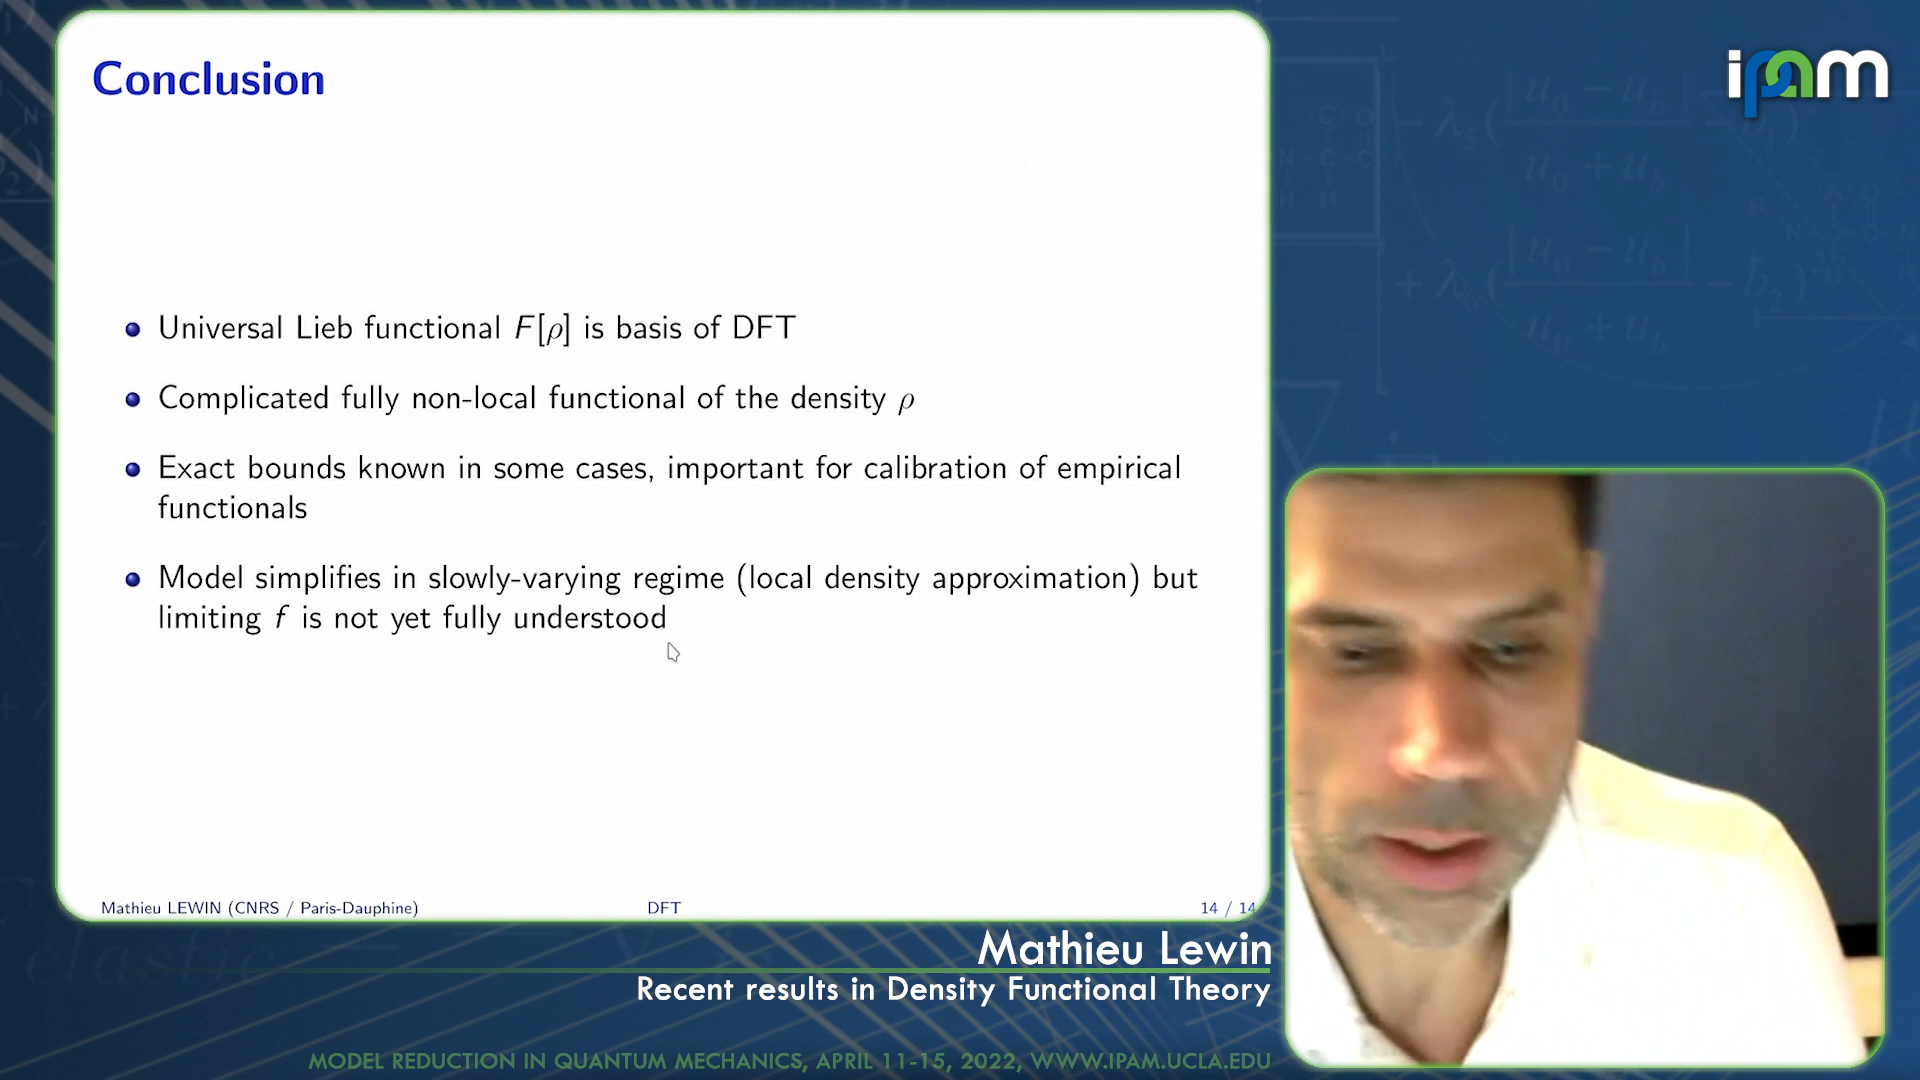 Conclusion
ipam
Universal Lieb functional F[ρ] is basis of DFT
Complicated fully non-local functional of the density ρ
Exact bounds known in some cases, important for calibration of empirical
functionals
Model simplifies in slowly-varying regime (local density approximation) but
limiting f is not yet fully understood
Mathieu LEWIN (CNRS / Paris-Dauphine)
DFT
14 / 14
Mathieu Lewin
Recent results in Density Functional Theory
MODEL REDUCTION IN QUANTUM MECHANICS, APRIL 11-15, 2022, WWW.IPAM.UCLA.EDU
elastic